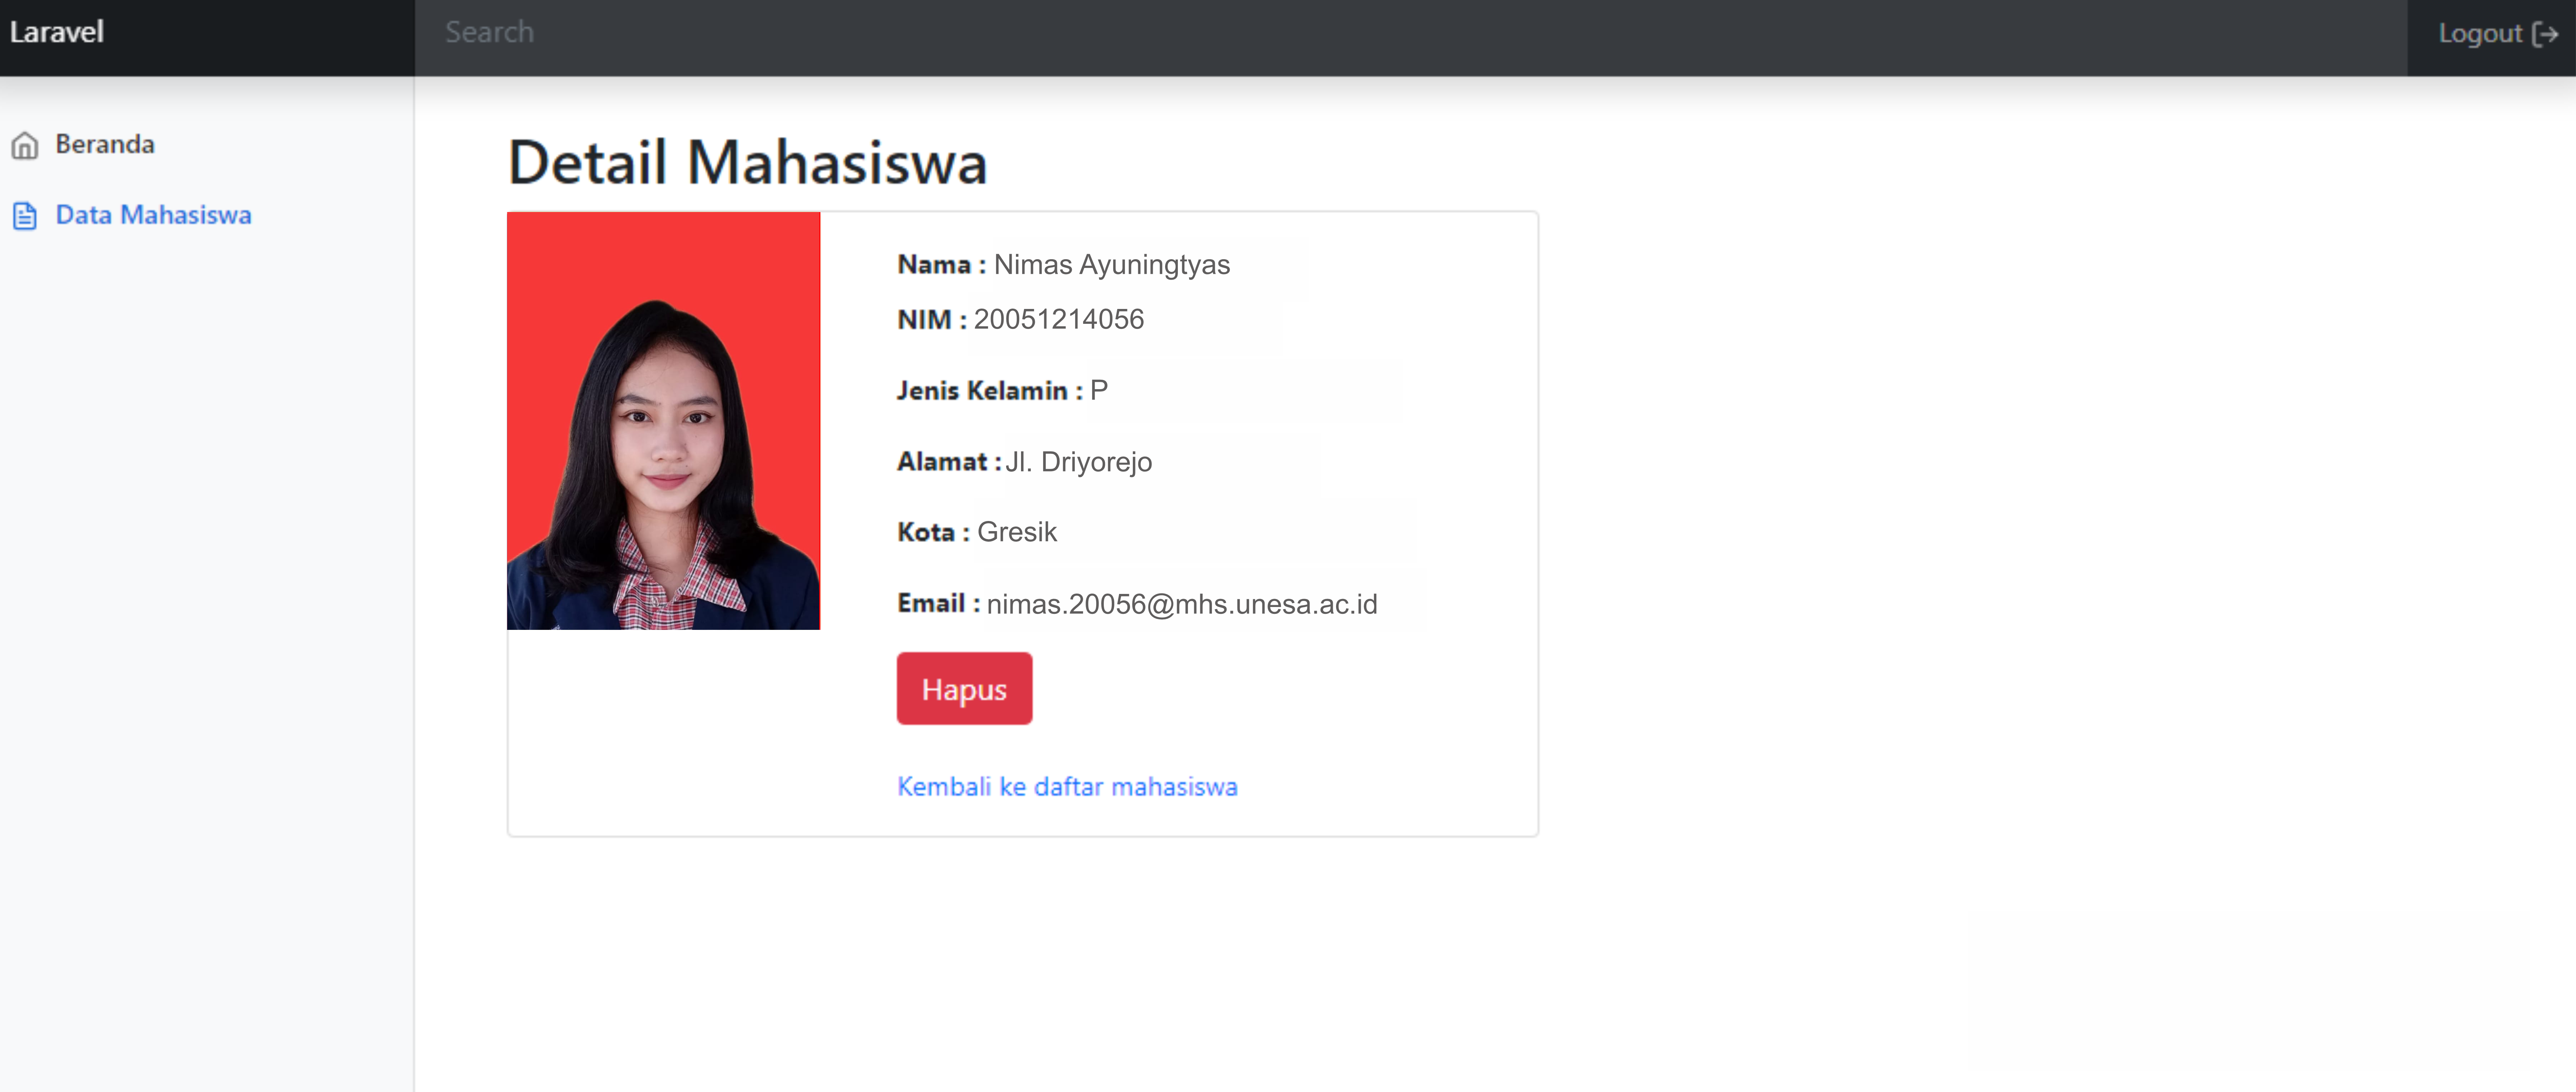 Laravel
Search
Logout
Beranda
Data Mahasiswa
Detail Mahasiswa
Nama : Nimas Ayuningtyas
NIM : 20051214056
Jenis Kelamin : P
Alamat : Jl. Driyorejo
Kota : Gresik
Email : nimas.20056@mhs.unesa.ac.id
Hapus
Kembali ke daftar mahasiswa